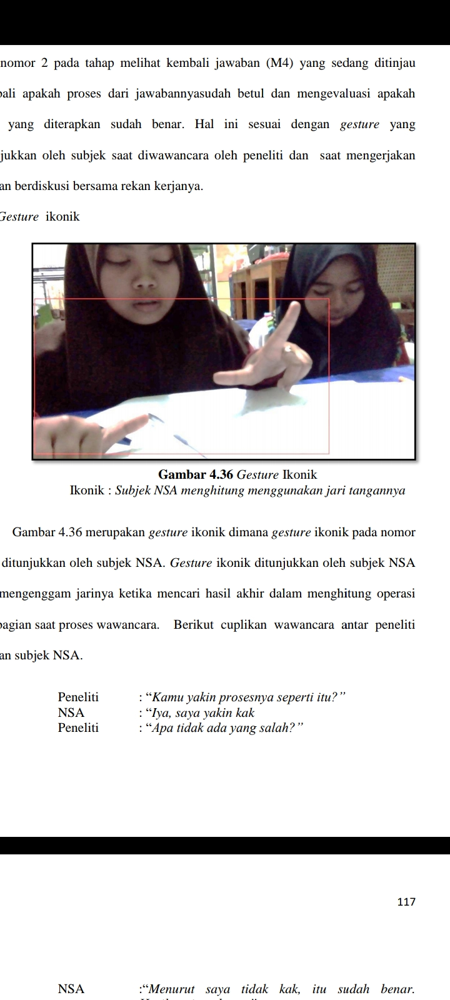 nomor 2 pada tahap melihat kembali jawaban (M4) yang sedang ditinjau
bali apakah proses dari jawabannyasudah betul dan mengevaluasi apakah
yang diterapkan sudah benar. Hal ini sesuai dengan gesture yang
jukkan oleh subjek saat diwawancara oleh peneliti dan saat mengerjakan
an berdiskusi bersama rekan kerjanya.
Gesture ikonik
Gambar 4.36 Gesture Ikonik
Ikonik : Subjek NSA menghitung menggunakan jari tangannya
Gambar 4.36 merupakan gesture ikonik dimana gesture ikonik pada nomor
ditunjukkan oleh subjek NSA. Gesture ikonik ditunjukkan oleh subjek NSA
mengenggam jarinya ketika mencari hasil akhir dalam menghitung operasi
bagian saat proses wawancara. Berikut cuplikan wawancara antar peneliti
an subjek NSA.
Peneliti : “Kamu yakin prosesnya seperti itu?”
NSA : “Iya, saya yakin kak
Peneliti : “Apa tidak ada yang salah?”
117
NSA :“Menurut saya tidak kak, itu sudah benar.